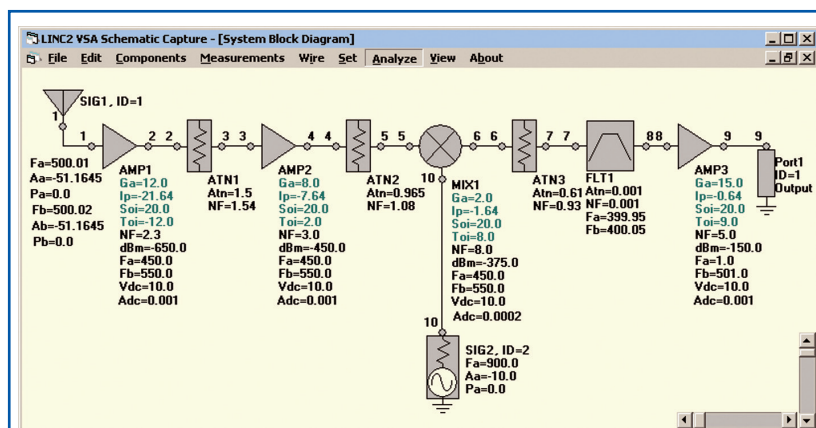 LINC2 VSA Schematic Capture - [System Block Diagram]
File Edit Components Measurements Wire Set Analyze View About
SIG1, ID=1
1
Fa=500.01
Aa=-51.1645
Pa=0.0
Fb=500.02
Ab=-51.1645
Pb=0.0
1 2 2 3 3 4 4 5 5 6 6 7 7 8 8 9 9
AMP1
Ga=12.0
Ip=-21.64
Soi=20.0
Toi=-12.0
NF=2.3
dBm=-650.0
Fa=450.0
Fb=550.0
Vdc=10.0
Adc=0.001
ATN1
Atn=1.5
NF=1.54
AMP2
Ga=8.0
Ip=-7.64
Soi=20.0
Toi=2.0
NF=3.0
dBm=-450.0
Fa=450.0
Fb=550.0
Vdc=10.0
Adc=0.001
ATN2
Atn=0.965
NF=1.08
10
MIX1
Ga=2.0
Ip=-1.64
Soi=20.0
Toi=8.0
NF=8.0
dBm=-375.0
Fa=450.0
Fb=550.0
Vdc=10.0
Adc=0.0002
10
SIG2, ID=2
Fa=900.0
Aa=-10.0
Pa=0.0
ATN3
Atn=0.61
NF=0.93
FLT1
Atn=0.001
NF=0.001
Fa=399.95
Fb=400.05
AMP3
Ga=15.0
Ip=-0.64
Soi=20.0
Toi=9.0
NF=5.0
dBm=-150.0
Fa=1.0
Fb=501.0
Vdc=10.0
Adc=0.001
Port1
ID=1
Output